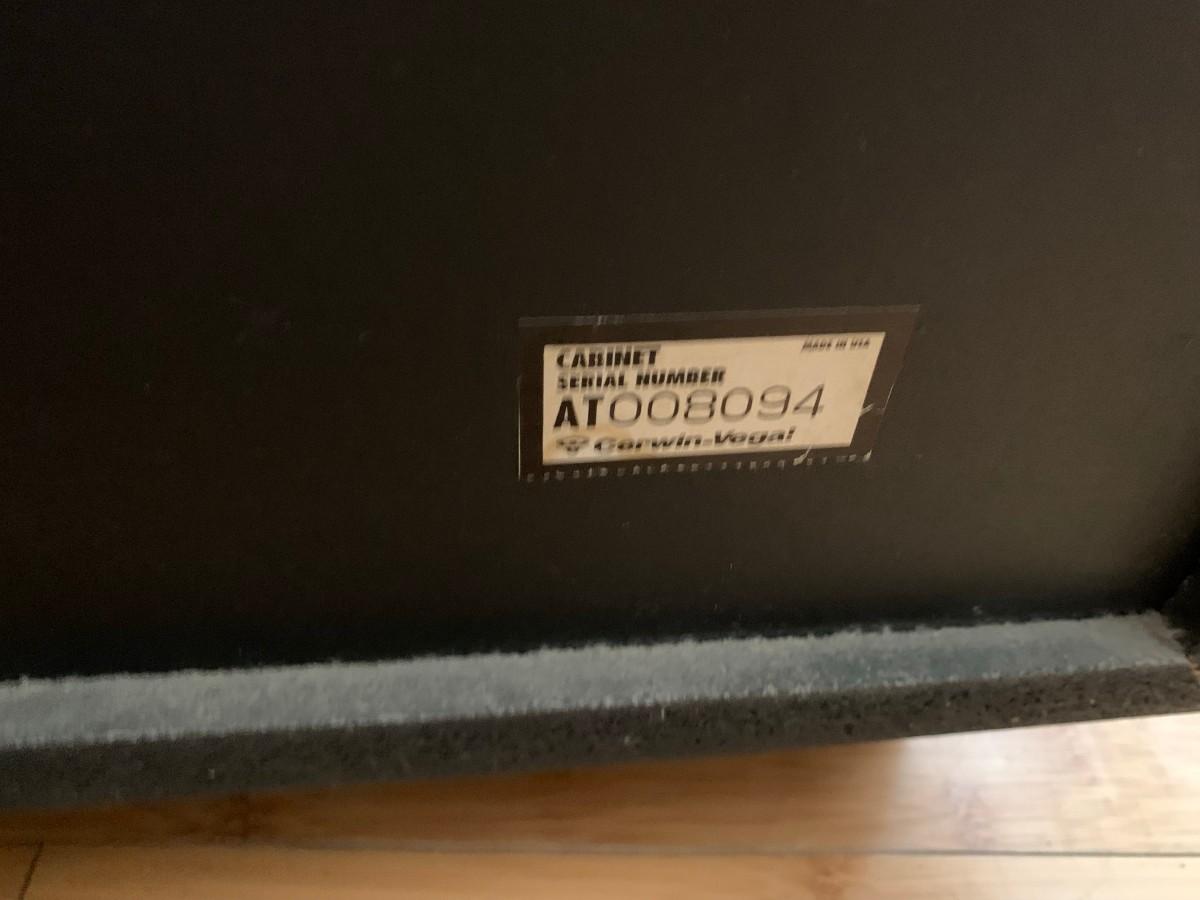 CABINET
MADE IN USA
SERIAL NUMBER
AT008094
Cerwin-Vega!